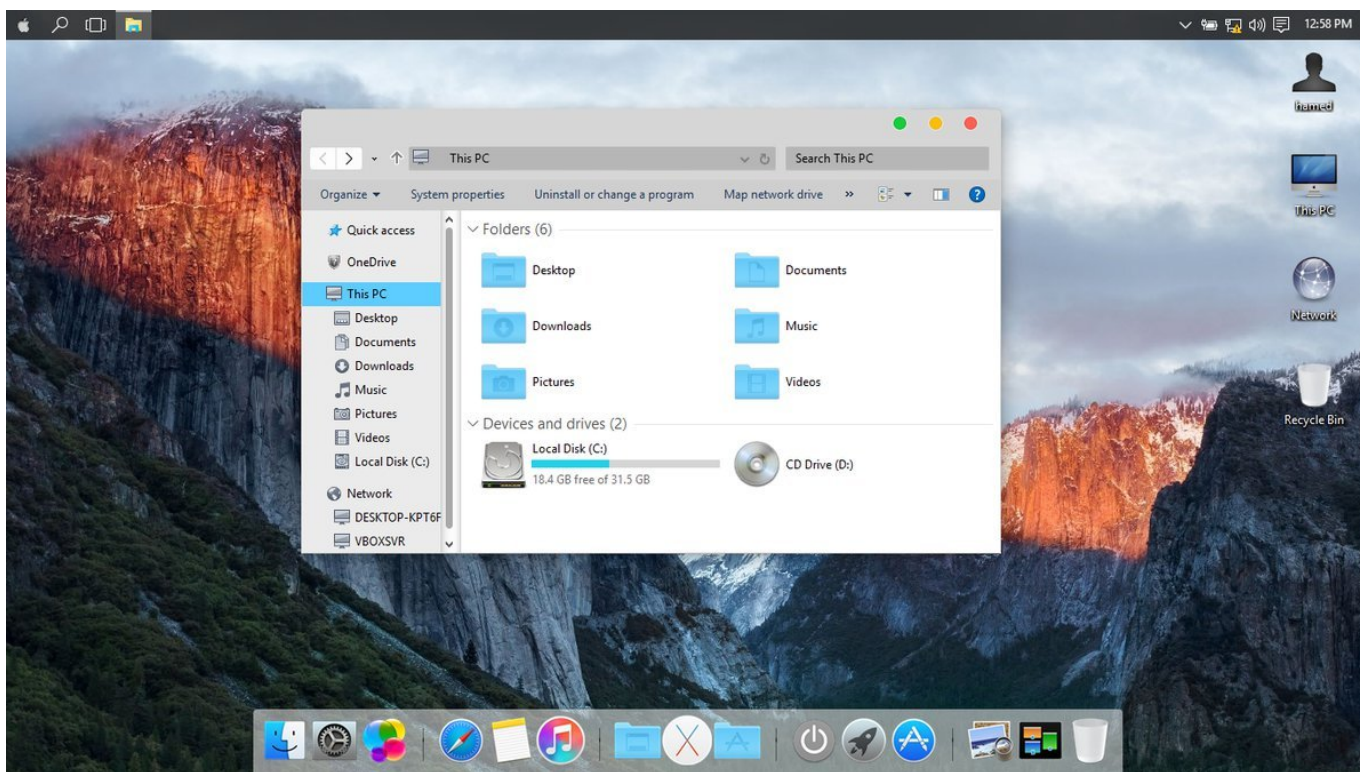 12:58 PM
hamed
This PC
Network
Recycle Bin
This PC
Search This PC
Organize
System properties
Uninstall or change a program
Map network drive
»
Quick access
OneDrive
This PC
Desktop
Documents
Downloads
Music
Pictures
Videos
Local Disk (C:)
Network
DESKTOP-KPT6F
VBOXSVR
Folders (6)
Desktop
Documents
Downloads
Music
Pictures
Videos
Devices and drives (2)
Local Disk (C:)
18.4 GB free of 31.5 GB
CD Drive (D:)